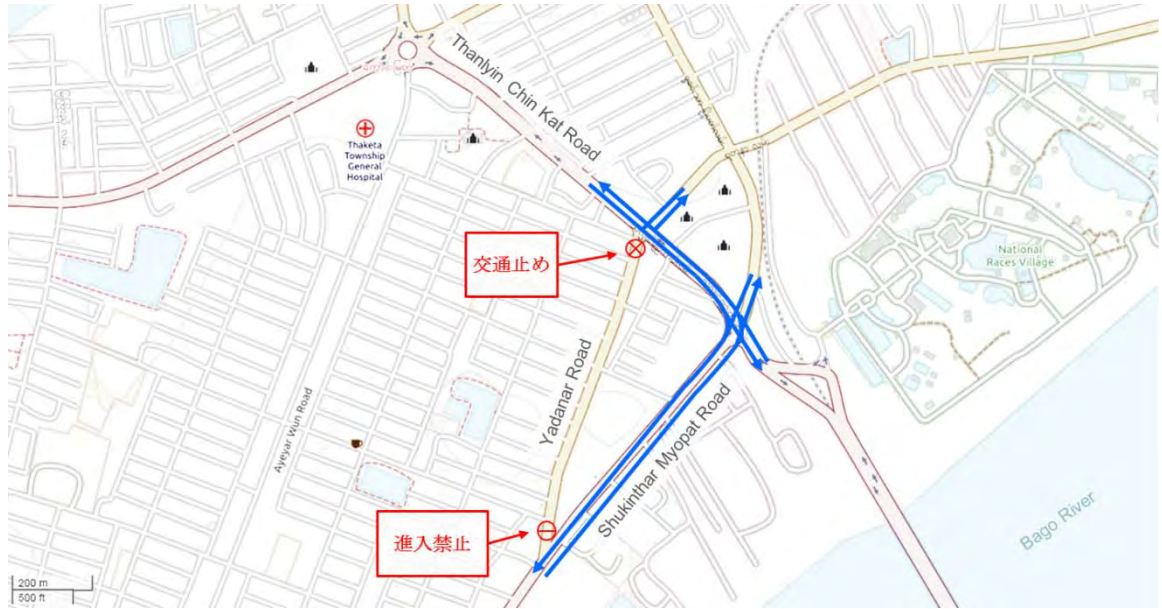 Thanlyin Chin Kat Road
Thaketa
Township
General
Hospital
交通止め
National
Races Village
Yadanar Road
Ayeyar Wun Road
Shukinthar Myopat Road
進入禁止
Bago River
200 m
500 ft